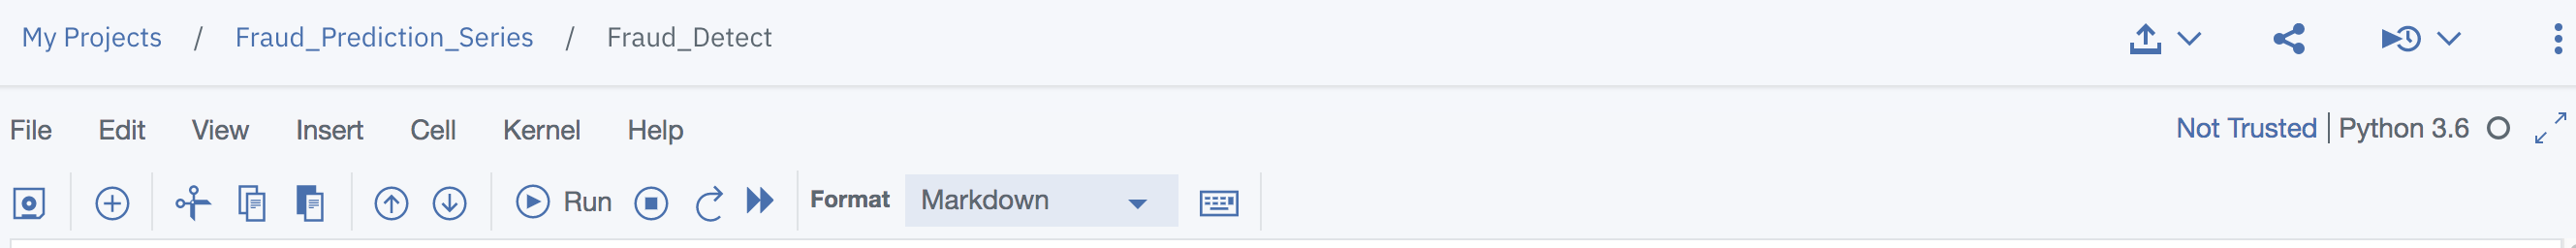 My Projects / Fraud_Prediction_Series / Fraud_Detect
File Edit View Insert Cell Kernel Help Not Trusted | Python 3.6
Run Format Markdown